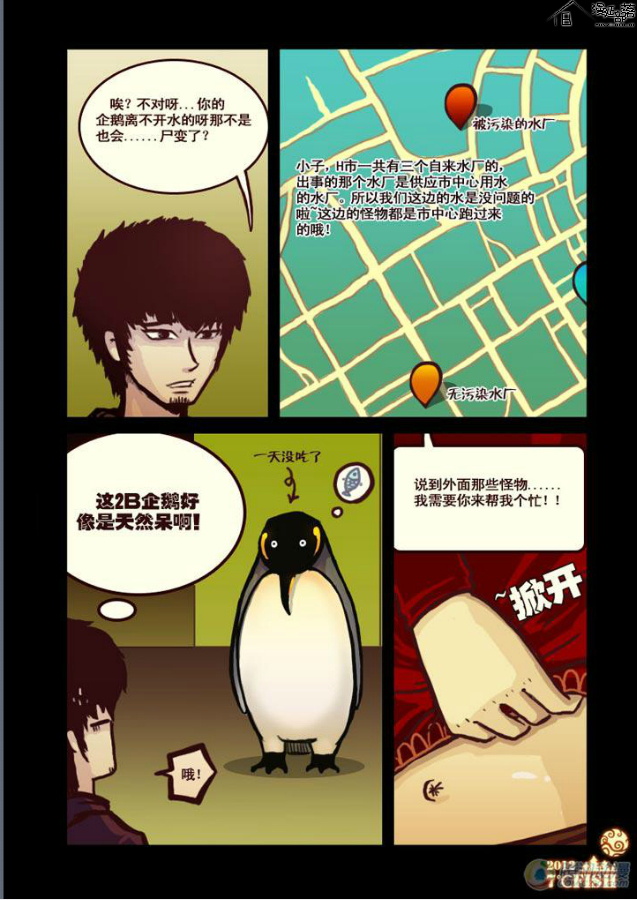 漫域部落
唉？不对呀...你的
企鹅离不开水的呀那不是
也会......尸变了？
被污染的水厂
小子，H市一共有三个自来水厂的，
出事的那个水厂是供应市中心用水
的水厂。所以我们这边的水是没问题的
啦~这边的怪物都是市中心跑过来
的哦！
无污染水厂
这2B企鹅好
像是天然呆啊！
一天没吃了
哦！
说到外面那些怪物......
我需要你来帮我个忙！！
~掀开
2012
7℃FISH